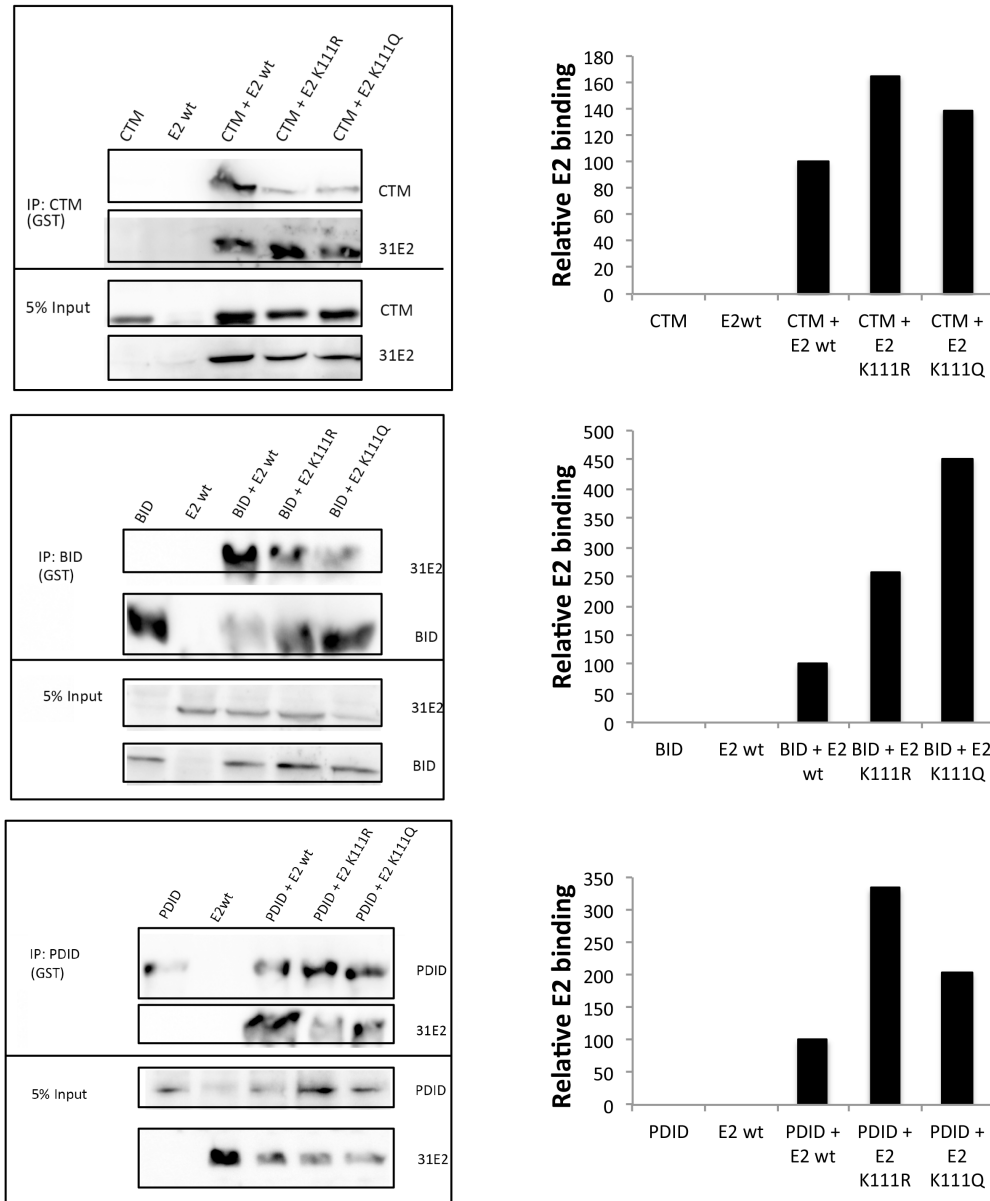 CTM
E2 wt
CTM + E2 wt
CTM + E2 K111R
CTM + E2 K111Q
IP: CTM
(GST)
CTM
31E2
5% Input
CTM
31E2
Relative E2 binding
180
160
140
120
100
80
60
40
20
0
CTM
E2wt
CTM +
E2 wt
CTM +
E2
K111R
CTM +
E2
K111Q
BID
E2 wt
BID + E2 wt
BID + E2 K111R
BID + E2 K111Q
IP: BID
(GST)
31E2
BID
5% Input
31E2
BID
Relative E2 binding
500
450
400
350
300
250
200
150
100
50
0
BID
E2 wt
BID + E2
wt
BID + E2
K111R
BID + E2
K111Q
PDID
E2wt
PDID + E2 wt
PDID + E2 K111R
PDID + E2 K111Q
IP: PDID
(GST)
PDID
31E2
5% Input
PDID
31E2
Relative E2 binding
350
300
250
200
150
100
50
0
PDID
E2 wt
PDID +
E2 wt
PDID +
E2
K111R
PDID +
E2
K111Q